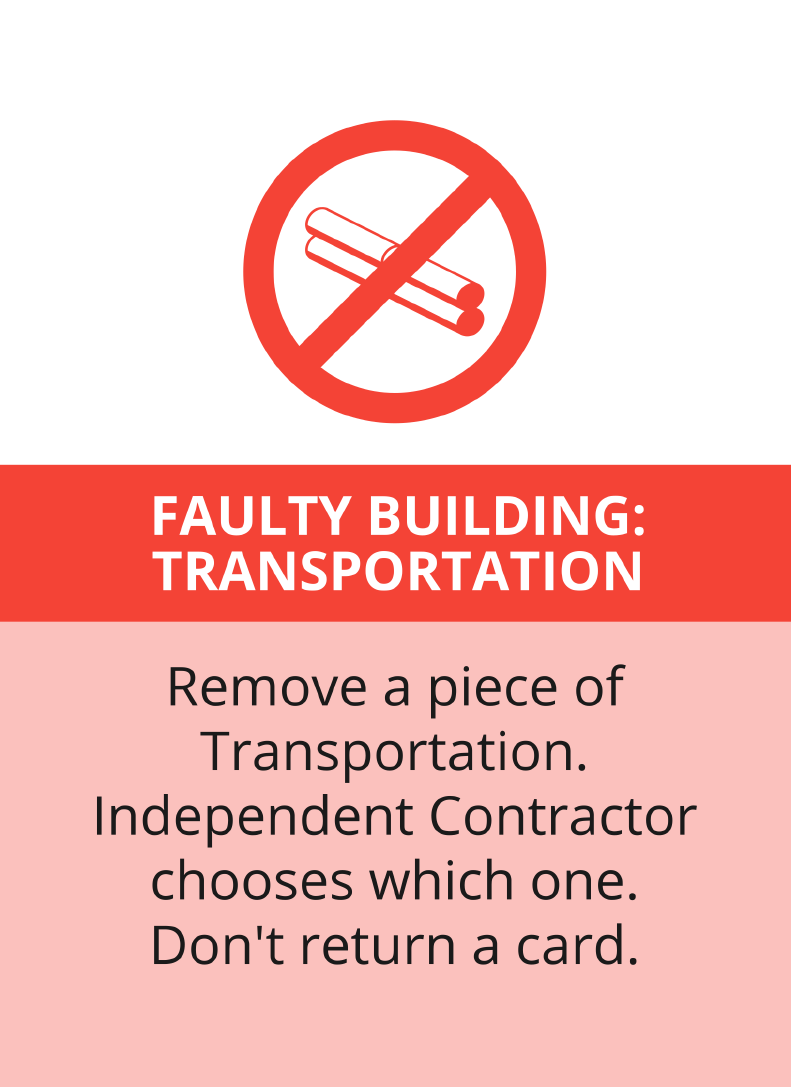 FAULTY BUILDING:
TRANSPORTATION
Remove a piece of
Transportation.
Independent Contractor
chooses which one.
Don't return a card.